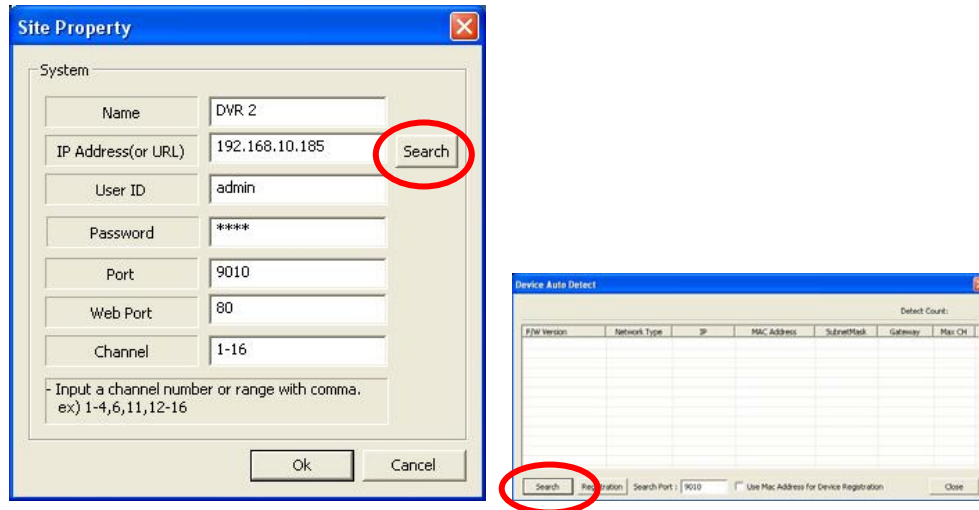 Site Property
System
Name
DVR 2
IP Address(or URL)
192.168.10.185
Search
User ID
admin
Password
****
Port
9010
Web Port
80
Channel
1-16
- Input a channel number or range with comma.
ex) 1-4,6,11,12-16
Ok
Cancel
Device Auto Detect
Detect Count:
F/W Version
Network Type
IP
MAC Address
SubnetMask
Gateway
Max CH
Search
Registration
Search Port :
9010
Use Mac Address for Device Registration
Close